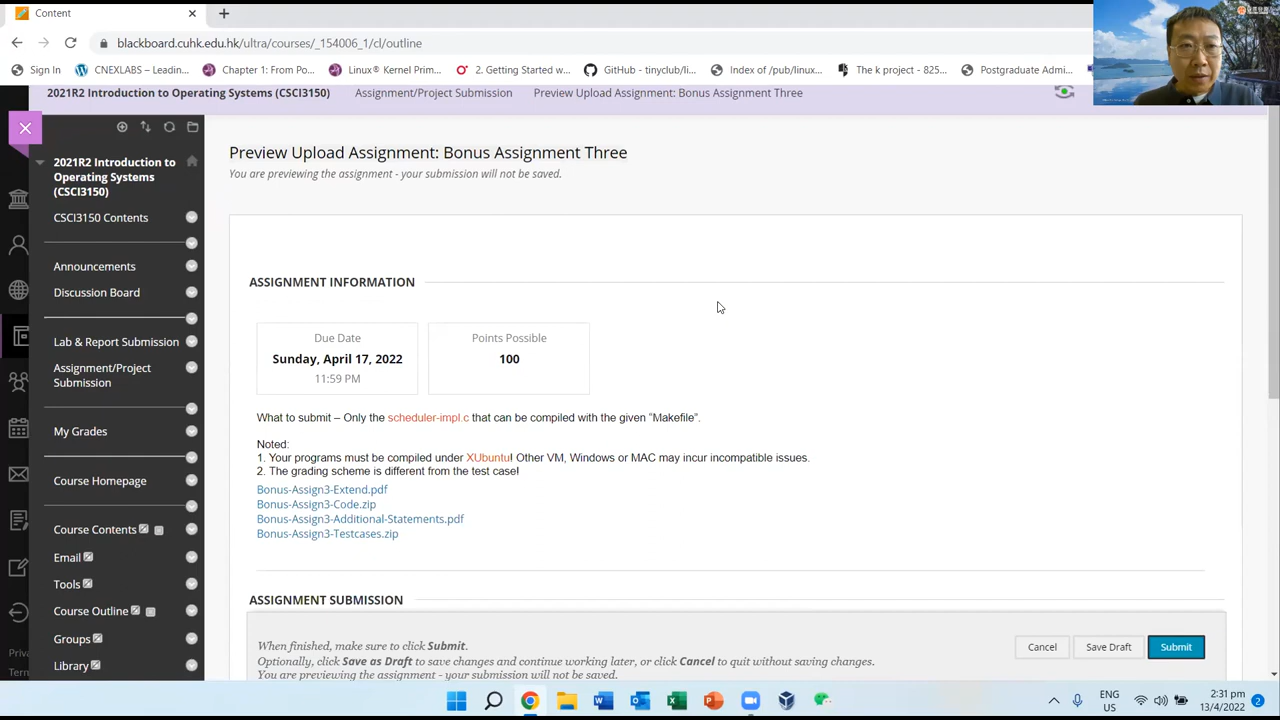 Content
blackboard.cuhk.edu.hk/ultra/courses/_154006_1/cl/outline
Sign In
CNEXLABS – Leadin...
Chapter 1: From Po...
Linux® Kernel Prim...
2. Getting Started w...
GitHub - tinyclub/li...
Index of /pub/linux...
The k project - 825...
Postgraduate Admi...
2021R2 Introduction to Operating Systems (CSCI3150)
Assignment/Project Submission
Preview Upload Assignment: Bonus Assignment Three
2021R2 Introduction to
Operating Systems
(CSCI3150)
CSCI3150 Contents
Announcements
Discussion Board
Lab & Report Submission
Assignment/Project
Submission
My Grades
Course Homepage
Course Contents
Email
Tools
Course Outline
Groups
Library
Preview Upload Assignment: Bonus Assignment Three
You are previewing the assignment - your submission will not be saved.
ASSIGNMENT INFORMATION
Due Date
Sunday, April 17, 2022
11:59 PM
Points Possible
100
What to submit – Only the scheduler-impl.c that can be compiled with the given "Makefile".
Noted:
1. Your programs must be compiled under XUbuntu! Other VM, Windows or MAC may incur incompatible issues.
2. The grading scheme is different from the test case!
Bonus-Assign3-Extend.pdf
Bonus-Assign3-Code.zip
Bonus-Assign3-Additional-Statements.pdf
Bonus-Assign3-Testcases.zip
ASSIGNMENT SUBMISSION
When finished, make sure to click Submit.
Optionally, click Save as Draft to save changes and continue working later, or click Cancel to quit without saving changes.
You are previewing the assignment - your submission will not be saved.
Cancel
Save Draft
Submit
Priva
Term
ENG
US
2:31 pm
13/4/2022
2